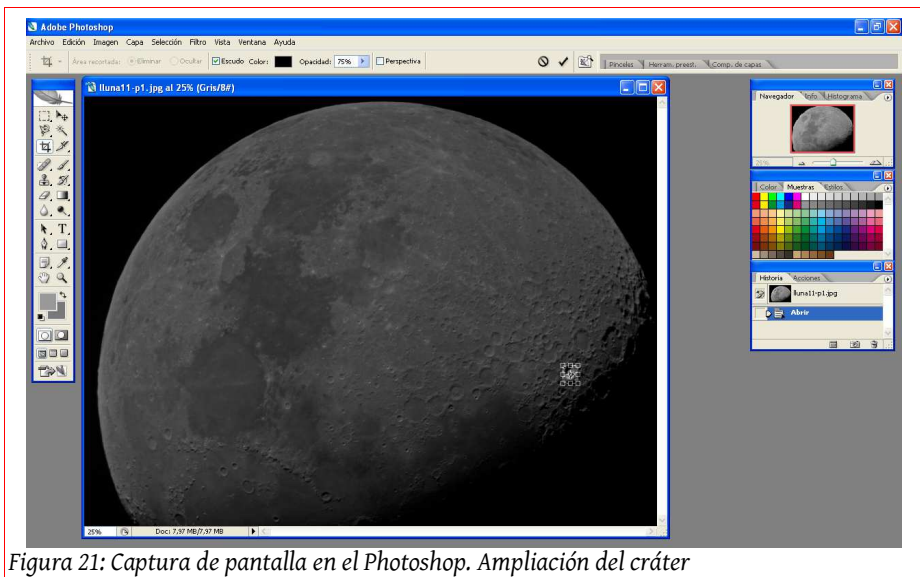 Adobe Photoshop
Archivo Edición Imagen Capa Selección Filtro Vista Ventana Ayuda
Área recortada: Eliminar Ocultar Escudo Color: Opacidad: 75% Perspectiva
Pinceles Herram. preest. Comp. de capas
lluna11-p1.jpg al 25% (Gris/8#)
Navegador Info Histograma
25%
Color Muestras Estilos
Historia Acciones
lluna11-p1.jpg
Abrir
25% Doc: 7,97 MB/7,97 MB
Figura 21: Captura de pantalla en el Photoshop. Ampliación del cráter